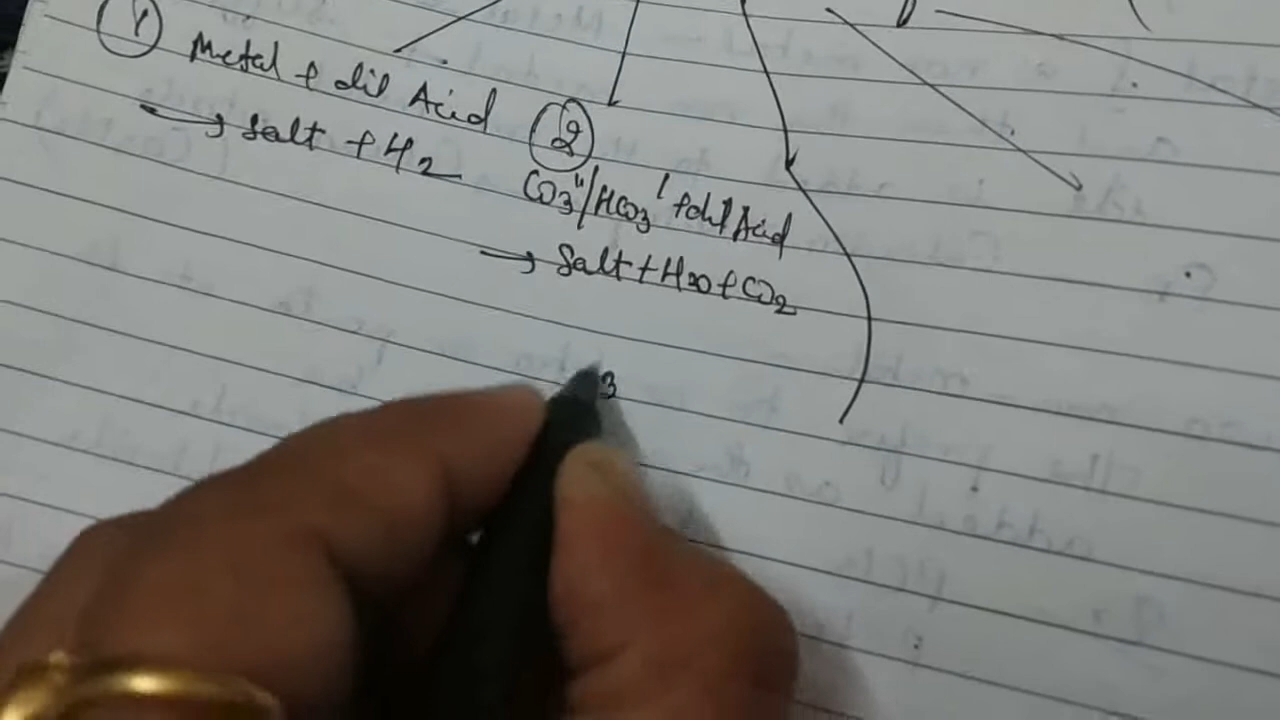 1
Metal + dil Acid
→ Salt + H2
2
CO3"/HCO3' + dil Acid
→ Salt + H2O + CO2
3